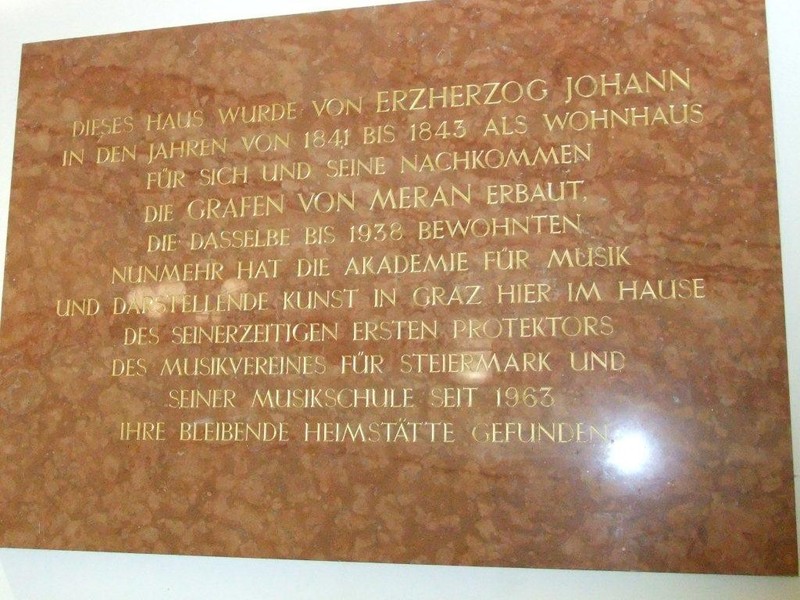 DIESES HAUS WURDE VON ERZHERZOG JOHANN
IN DEN JAHREN VON 1841 BIS 1843 ALS WOHNHAUS
FÜR SICH UND SEINE NACHKOMMEN
DIE GRAFEN VON MERAN ERBAUT,
DIE DASSELBE BIS 1938 BEWOHNTEN
NUNMEHR HAT DIE AKADEMIE FÜR MUSIK
UND DARSTELLENDE KUNST IN GRAZ HIER IM HAUSE
DES SEINERZEITIGEN ERSTEN PROTEKTORS
DES MUSIKVEREINES FÜR STEIERMARK UND
SEINER MUSIKSCHULE SEIT 1963
IHRE BLEIBENDE HEIMSTÄTTE GEFUNDEN.